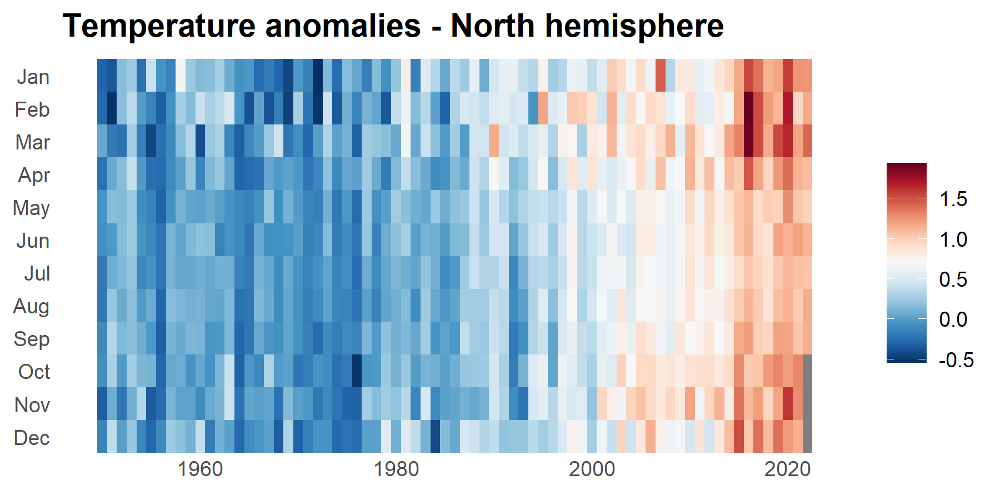 Temperature anomalies - North hemisphere
Jan
Feb
Mar
Apr
May
Jun
Jul
Aug
Sep
Oct
Nov
Dec
1960 1980 2000 2020
1.5
1.0
0.5
0.0
-0.5